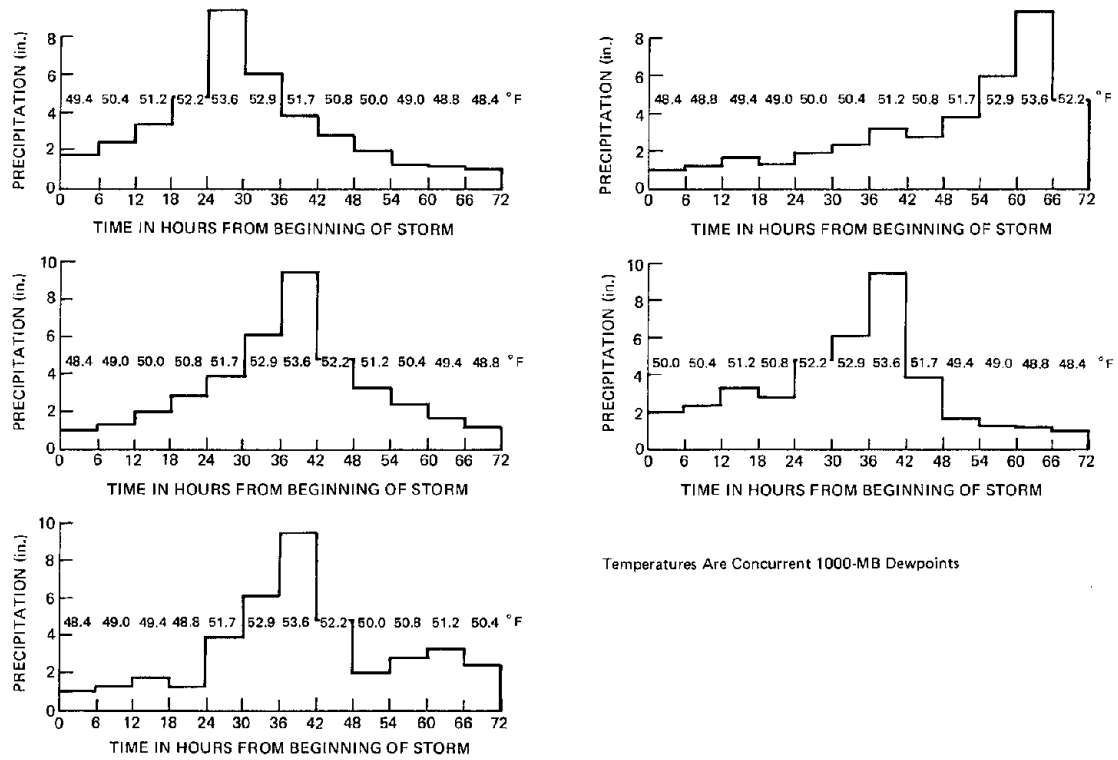 PRECIPITATION (in.)
8
6
4
2
0
49.4 50.4 51.2 52.2 53.6 52.9 51.7 50.8 50.0 49.0 48.8 48.4 °F
0 6 12 18 24 30 36 42 48 54 60 66 72
TIME IN HOURS FROM BEGINNING OF STORM
PRECIPITATION (in.)
8
6
4
2
0
48.4 48.8 49.4 49.0 50.0 50.4 51.2 50.8 51.7 52.9 53.6 52.2 °F
0 6 12 18 24 30 36 42 48 54 60 66 72
TIME IN HOURS FROM BEGINNING OF STORM
PRECIPITATION (in.)
10
8
6
4
2
0
48.4 49.0 50.0 50.8 51.7 52.9 53.6 52.2 51.2 50.4 49.4 48.8 °F
0 6 12 18 24 30 36 42 48 54 60 66 72
TIME IN HOURS FROM BEGINNING OF STORM
PRECIPITATION (in.)
10
8
6
4
2
0
50.0 50.4 51.2 50.8 52.2 52.9 53.6 51.7 49.4 49.0 48.8 48.4 °F
0 6 12 18 24 30 36 42 48 54 60 66 72
TIME IN HOURS FROM BEGINNING OF STORM
PRECIPITATION (in.)
10
8
6
4
2
0
48.4 49.0 49.4 48.8 51.7 52.9 53.6 52.2 50.0 50.8 51.2 50.4 °F
0 6 12 18 24 30 36 42 48 54 60 66 72
TIME IN HOURS FROM BEGINNING OF STORM
Temperatures Are Concurrent 1000-MB Dewpoints